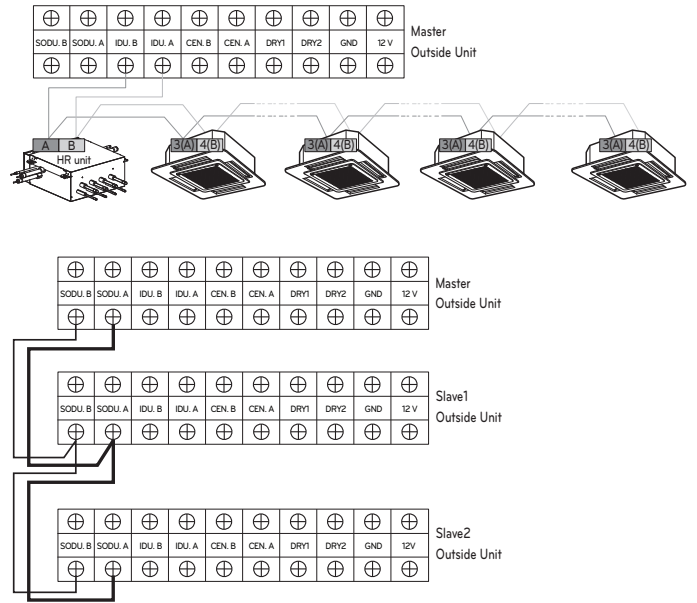 SODU. B SODU. A IDU. B IDU. A CEN. B CEN. A DRY1 DRY2 GND 12 V
Master
Outside Unit
A B
HR unit
3(A) 4(B) 3(A) 4(B) 3(A) 4(B) 3(A) 4(B)
SODU. B SODU. A IDU. B IDU. A CEN. B CEN. A DRY1 DRY2 GND 12 V
Master
Outside Unit
SODU. B SODU. A IDU. B IDU. A CEN. B CEN. A DRY1 DRY2 GND 12 V
Slave1
Outside Unit
SODU. B SODU. A IDU. B IDU. A CEN. B CEN. A DRY1 DRY2 GND 12V
Slave2
Outside Unit